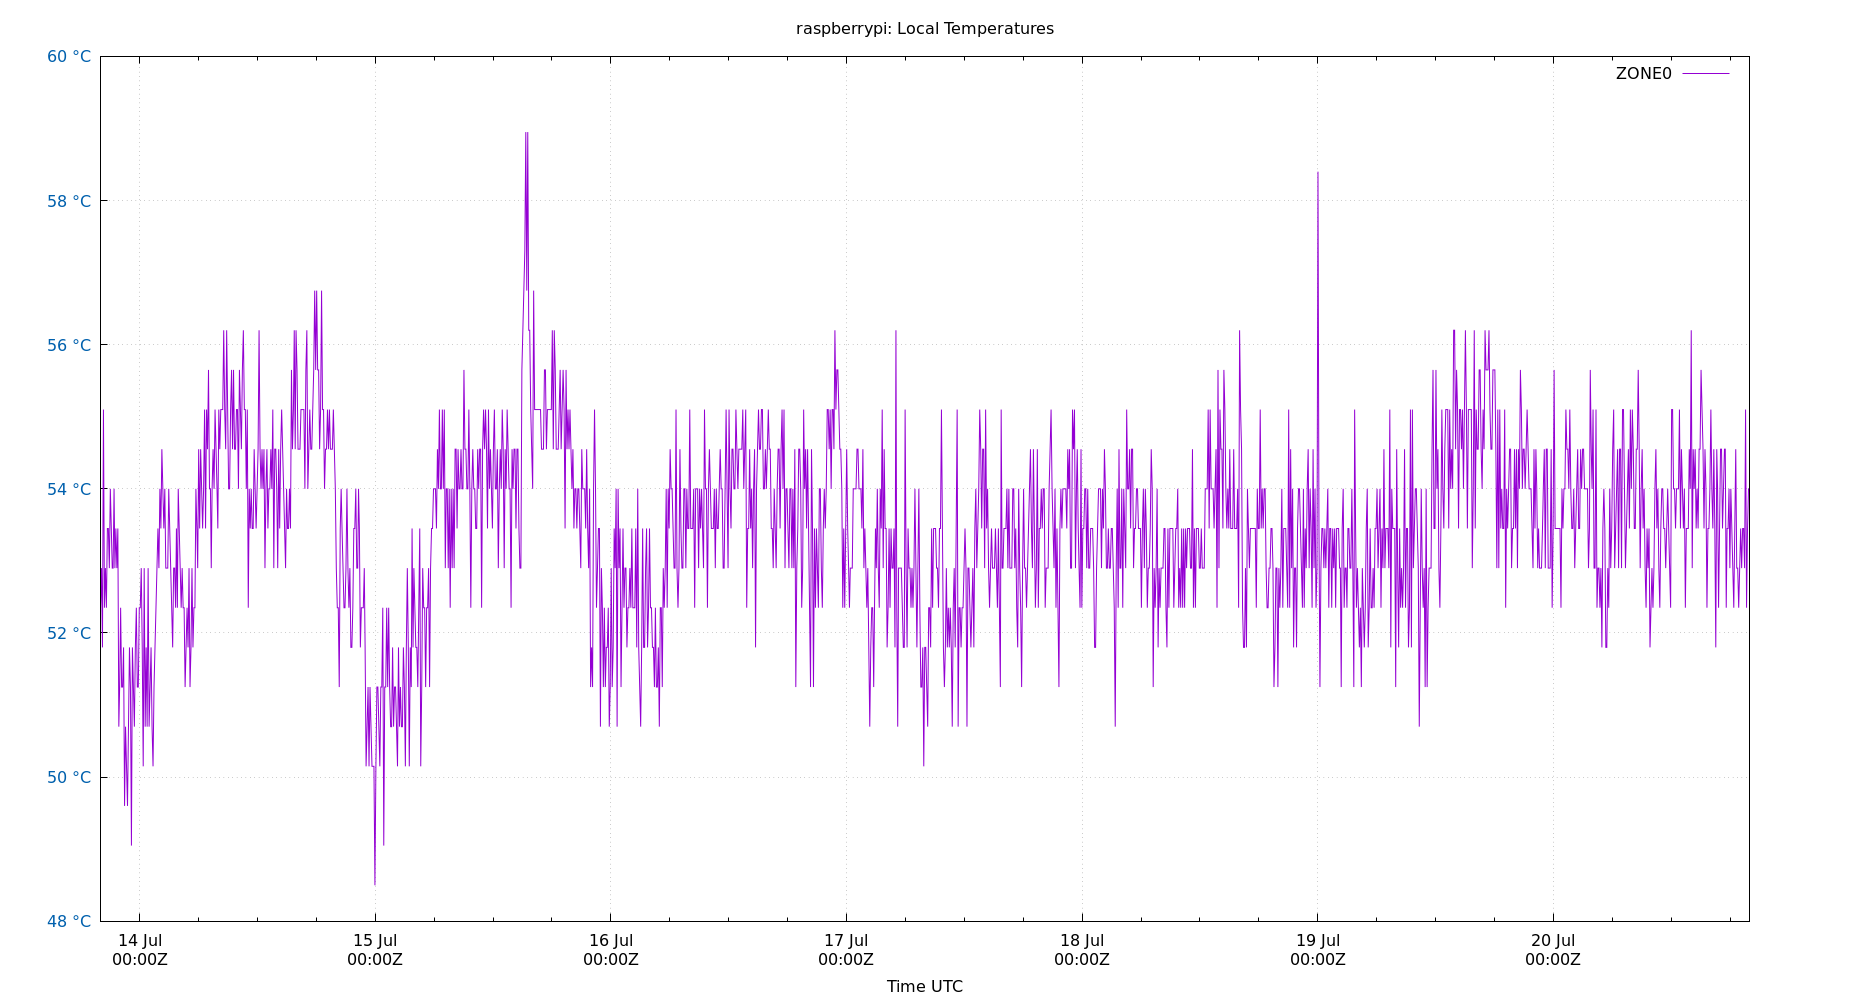 raspberrypi: Local Temperatures
60 °C
ZONE0
58 °C
56 °C
54 °C
52 °C
50 °C
48 °C
14 Jul 15 Jul 16 Jul 17 Jul 18 Jul 19 Jul 20 Jul
00:00Z 00:00Z 00:00Z 00:00Z 00:00Z 00:00Z 00:00Z
Time UTC